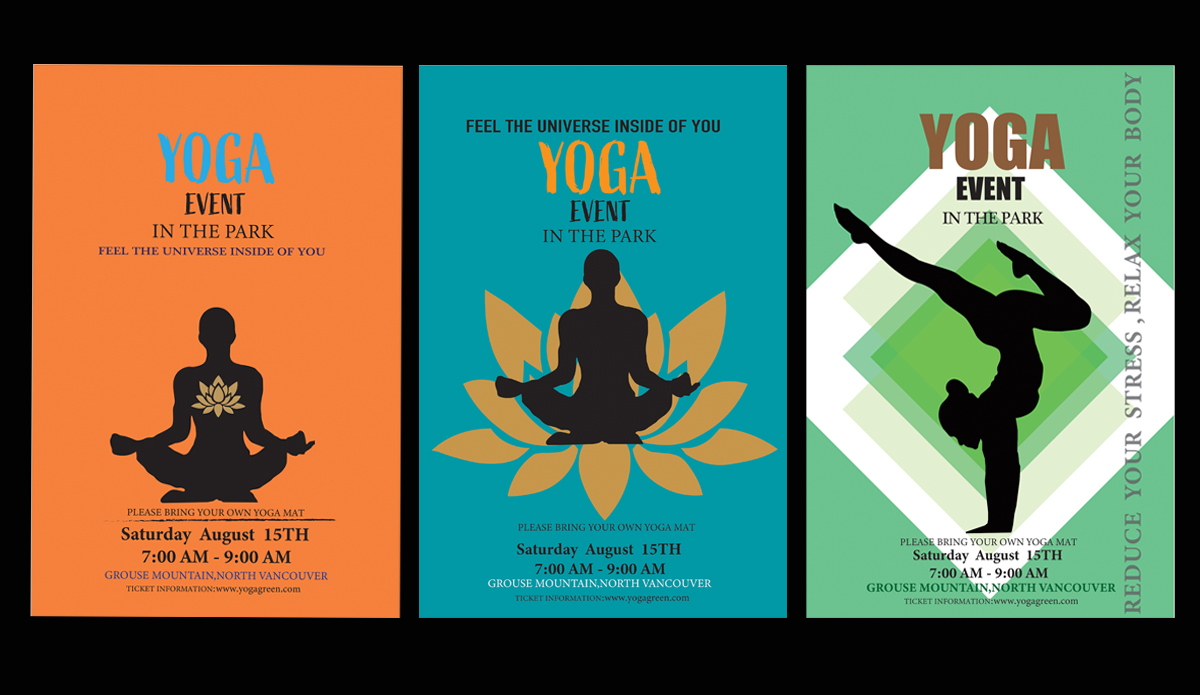 YOGA
EVENT
IN THE PARK
FEEL THE UNIVERSE INSIDE OF YOU
PLEASE BRING YOUR OWN YOGA MAT
Saturday August 15TH
7:00 AM - 9:00 AM
GROUSE MOUNTAIN,NORTH VANCOUVER
TICKET INFORMATION:www.yogagreen.com
FEEL THE UNIVERSE INSIDE OF YOU
YOGA
EVENT
IN THE PARK
PLEASE BRING YOUR OWN YOGA MAT
Saturday August 15TH
7:00 AM - 9:00 AM
GROUSE MOUNTAIN,NORTH VANCOUVER
TICKET INFORMATION:www.yogagreen.com
YOGA
EVENT
IN THE PARK
PLEASE BRING YOUR OWN YOGA MAT
Saturday August 15TH
7:00 AM - 9:00 AM
GROUSE MOUNTAIN,NORTH VANCOUVER
TICKET INFORMATION:www.yogagreen.com
REDUCE YOUR STRESS ,RELAX YOUR BODY